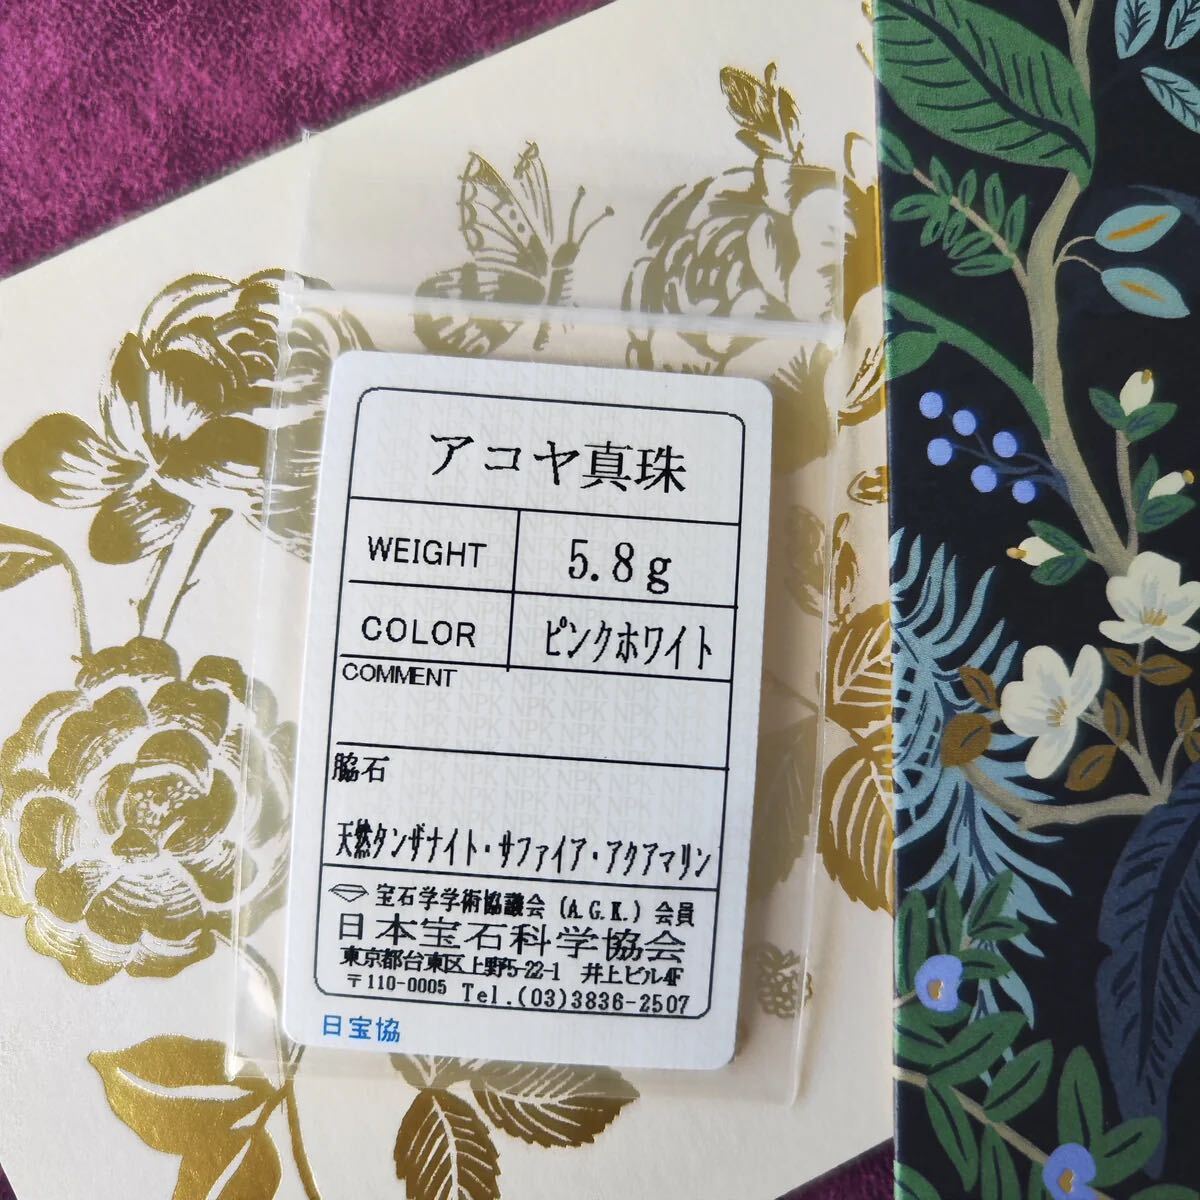 アコヤ真珠
WEIGHT 5.8g
COLOR ピンクホワイト
COMMENT
脇石
天然タンザナイト・サファイア・アクアマリン
宝石学学術協議会(A.G.K.)会員
日本宝石科学協会
東京都台東区上野5-22-1 井上ビル4F
〒110-0005 Tel.(03)3836-2507
日宝協